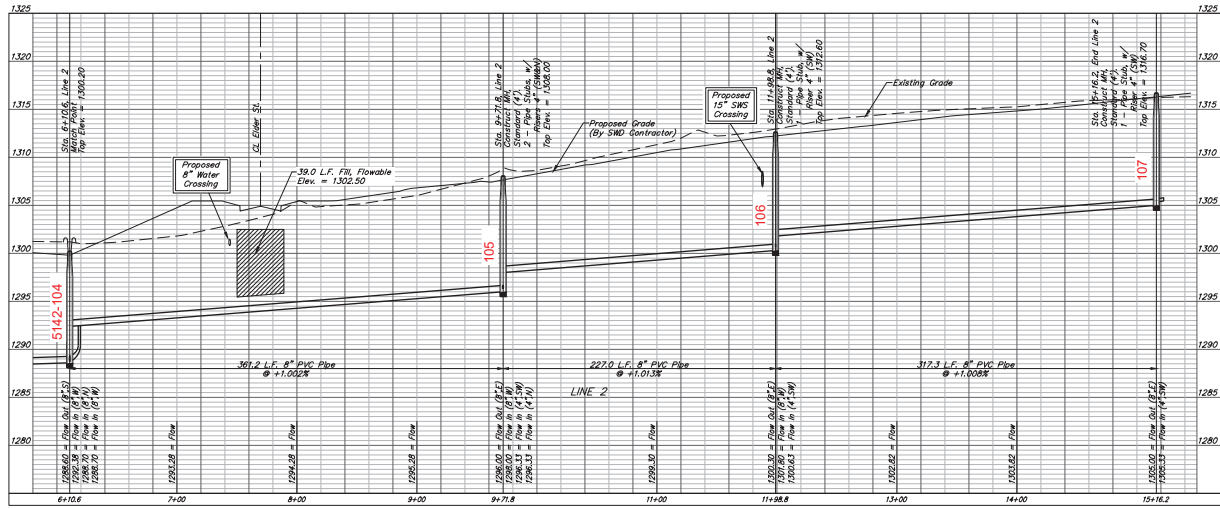 1325
1325
1320
1320
1315
1315
1310
1310
1305
1305
1300
1300
1295
1295
1290
1290
1285
1285
1280
1280
Sta. 6+10.6, Line 2
Match Point
Top Elev. = 1300.20
CL Elder St.
Proposed
8" Water
Crossing
39.0 L.F. Fill, Flowable
Elev. = 1302.50
Sta. 9+71.8, Line 2
Construct MH,
Standard (4').
2 - Pipe Stubs, w/
Risers 4" (SW&N)
Top Elev. = 1308.00
Proposed Grade
(By SWD Contractor)
Proposed
15" SWS
Crossing
Sta. 11+98.8, Line 2
Construct MH,
Standard (4').
1 - Pipe Stub, w/
Riser 4" (SW)
Top Elev. = 1312.60
Existing Grade
Sta. 15+16.2, End Line 2
Construct MH,
Standard (4').
1 - Pipe Stub, w/
Riser 4" (SW)
Top Elev. = 1316.70
5142-104
105
106
107
361.2 L.F. 8" PVC Pipe
@ +1.002%
227.0 L.F. 8" PVC Pipe
@ +1.013%
317.3 L.F. 8" PVC Pipe
@ +1.008%
LINE 2
1288.60 = Flow Out (8",S)
1292.38 = Flow In (8",W)
1288.70 = Flow In (8",N)
1288.70 = Flow In (8",W)
1293.28 = Flow
1294.28 = Flow
1295.28 = Flow
1296.00 = Flow Out (8",E)
1298.00 = Flow In (8",W)
1296.33 = Flow In (4",SW)
1296.33 = Flow In (4",N)
1299.30 = Flow
1300.30 = Flow Out (8",E)
1301.80 = Flow In (8",W)
1300.63 = Flow In (4",SW)
1302.82 = Flow
1303.82 = Flow
1305.00 = Flow Out (8",E)
1305.33 = Flow In (4",SW)
6+10.6
7+00
8+00
9+00
9+71.8
11+00
11+98.8
13+00
14+00
15+16.2